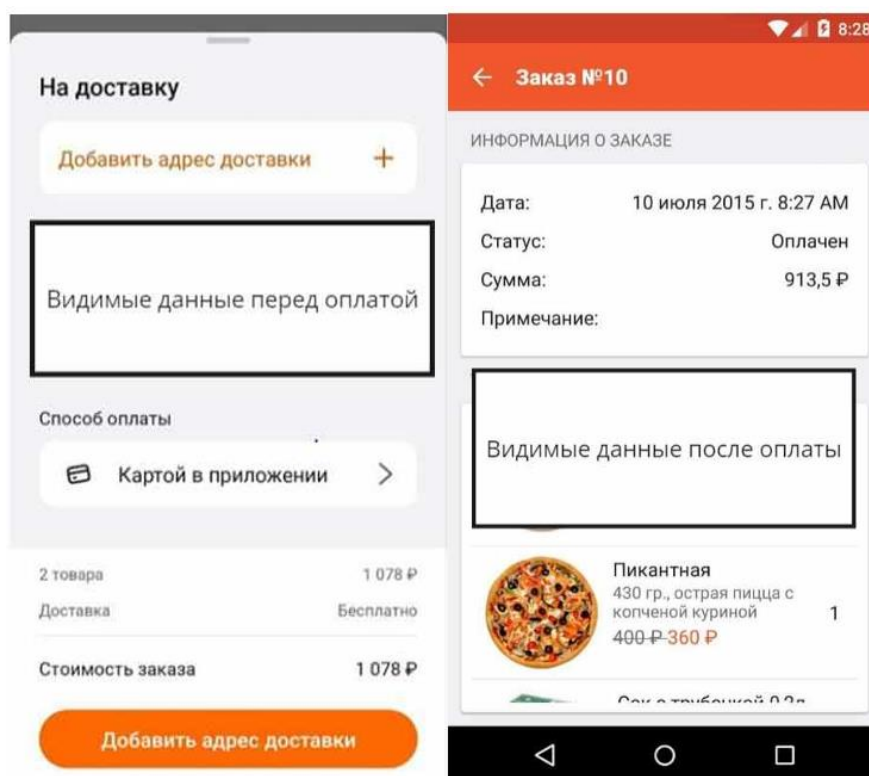 На доставку
Добавить адрес доставки
Видимые данные перед оплатой
Способ оплаты
Картой в приложении
2 товара 1 078 ₽
Доставка Бесплатно
Стоимость заказа 1 078 ₽
Добавить адрес доставки
8:28
Заказ №10
ИНФОРМАЦИЯ О ЗАКАЗЕ
Дата: 10 июля 2015 г. 8:27 AM
Статус: Оплачен
Сумма: 913,5 ₽
Примечание:
Видимые данные после оплаты
Пикантная
430 гр., острая пицца с
копченой куриной 1
400 ₽ 360 ₽